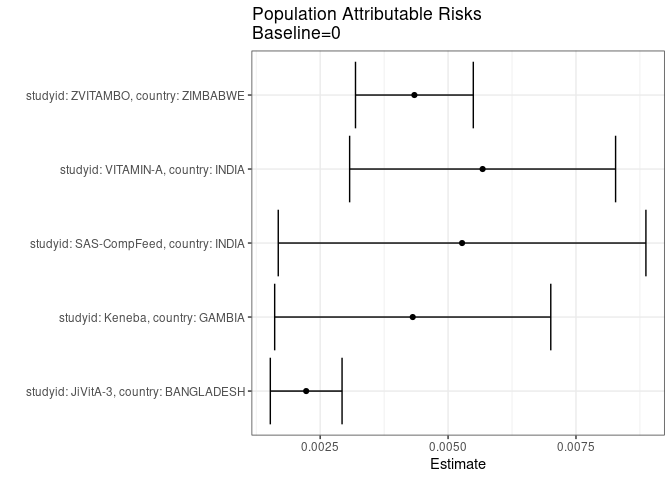 Population Attributable Risks
Baseline=0
studyid: ZVITAMBO, country: ZIMBABWE
studyid: VITAMIN-A, country: INDIA
studyid: SAS-CompFeed, country: INDIA
studyid: Keneba, country: GAMBIA
studyid: JiVitA-3, country: BANGLADESH
0.0025 0.0050 0.0075
Estimate